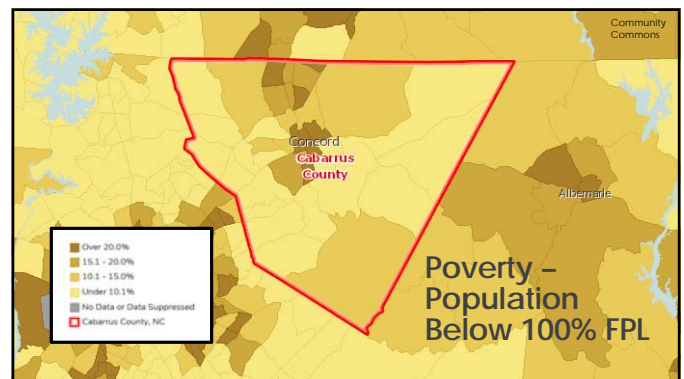 Community
Commons
Concord
Cabarrus
County
Albemarle
Over 20.0%
15.1 - 20.0%
10.1 - 15.0%
Under 10.1%
No Data or Data Suppressed
Cabarrus County, NC
Poverty –
Population
Below 100% FPL